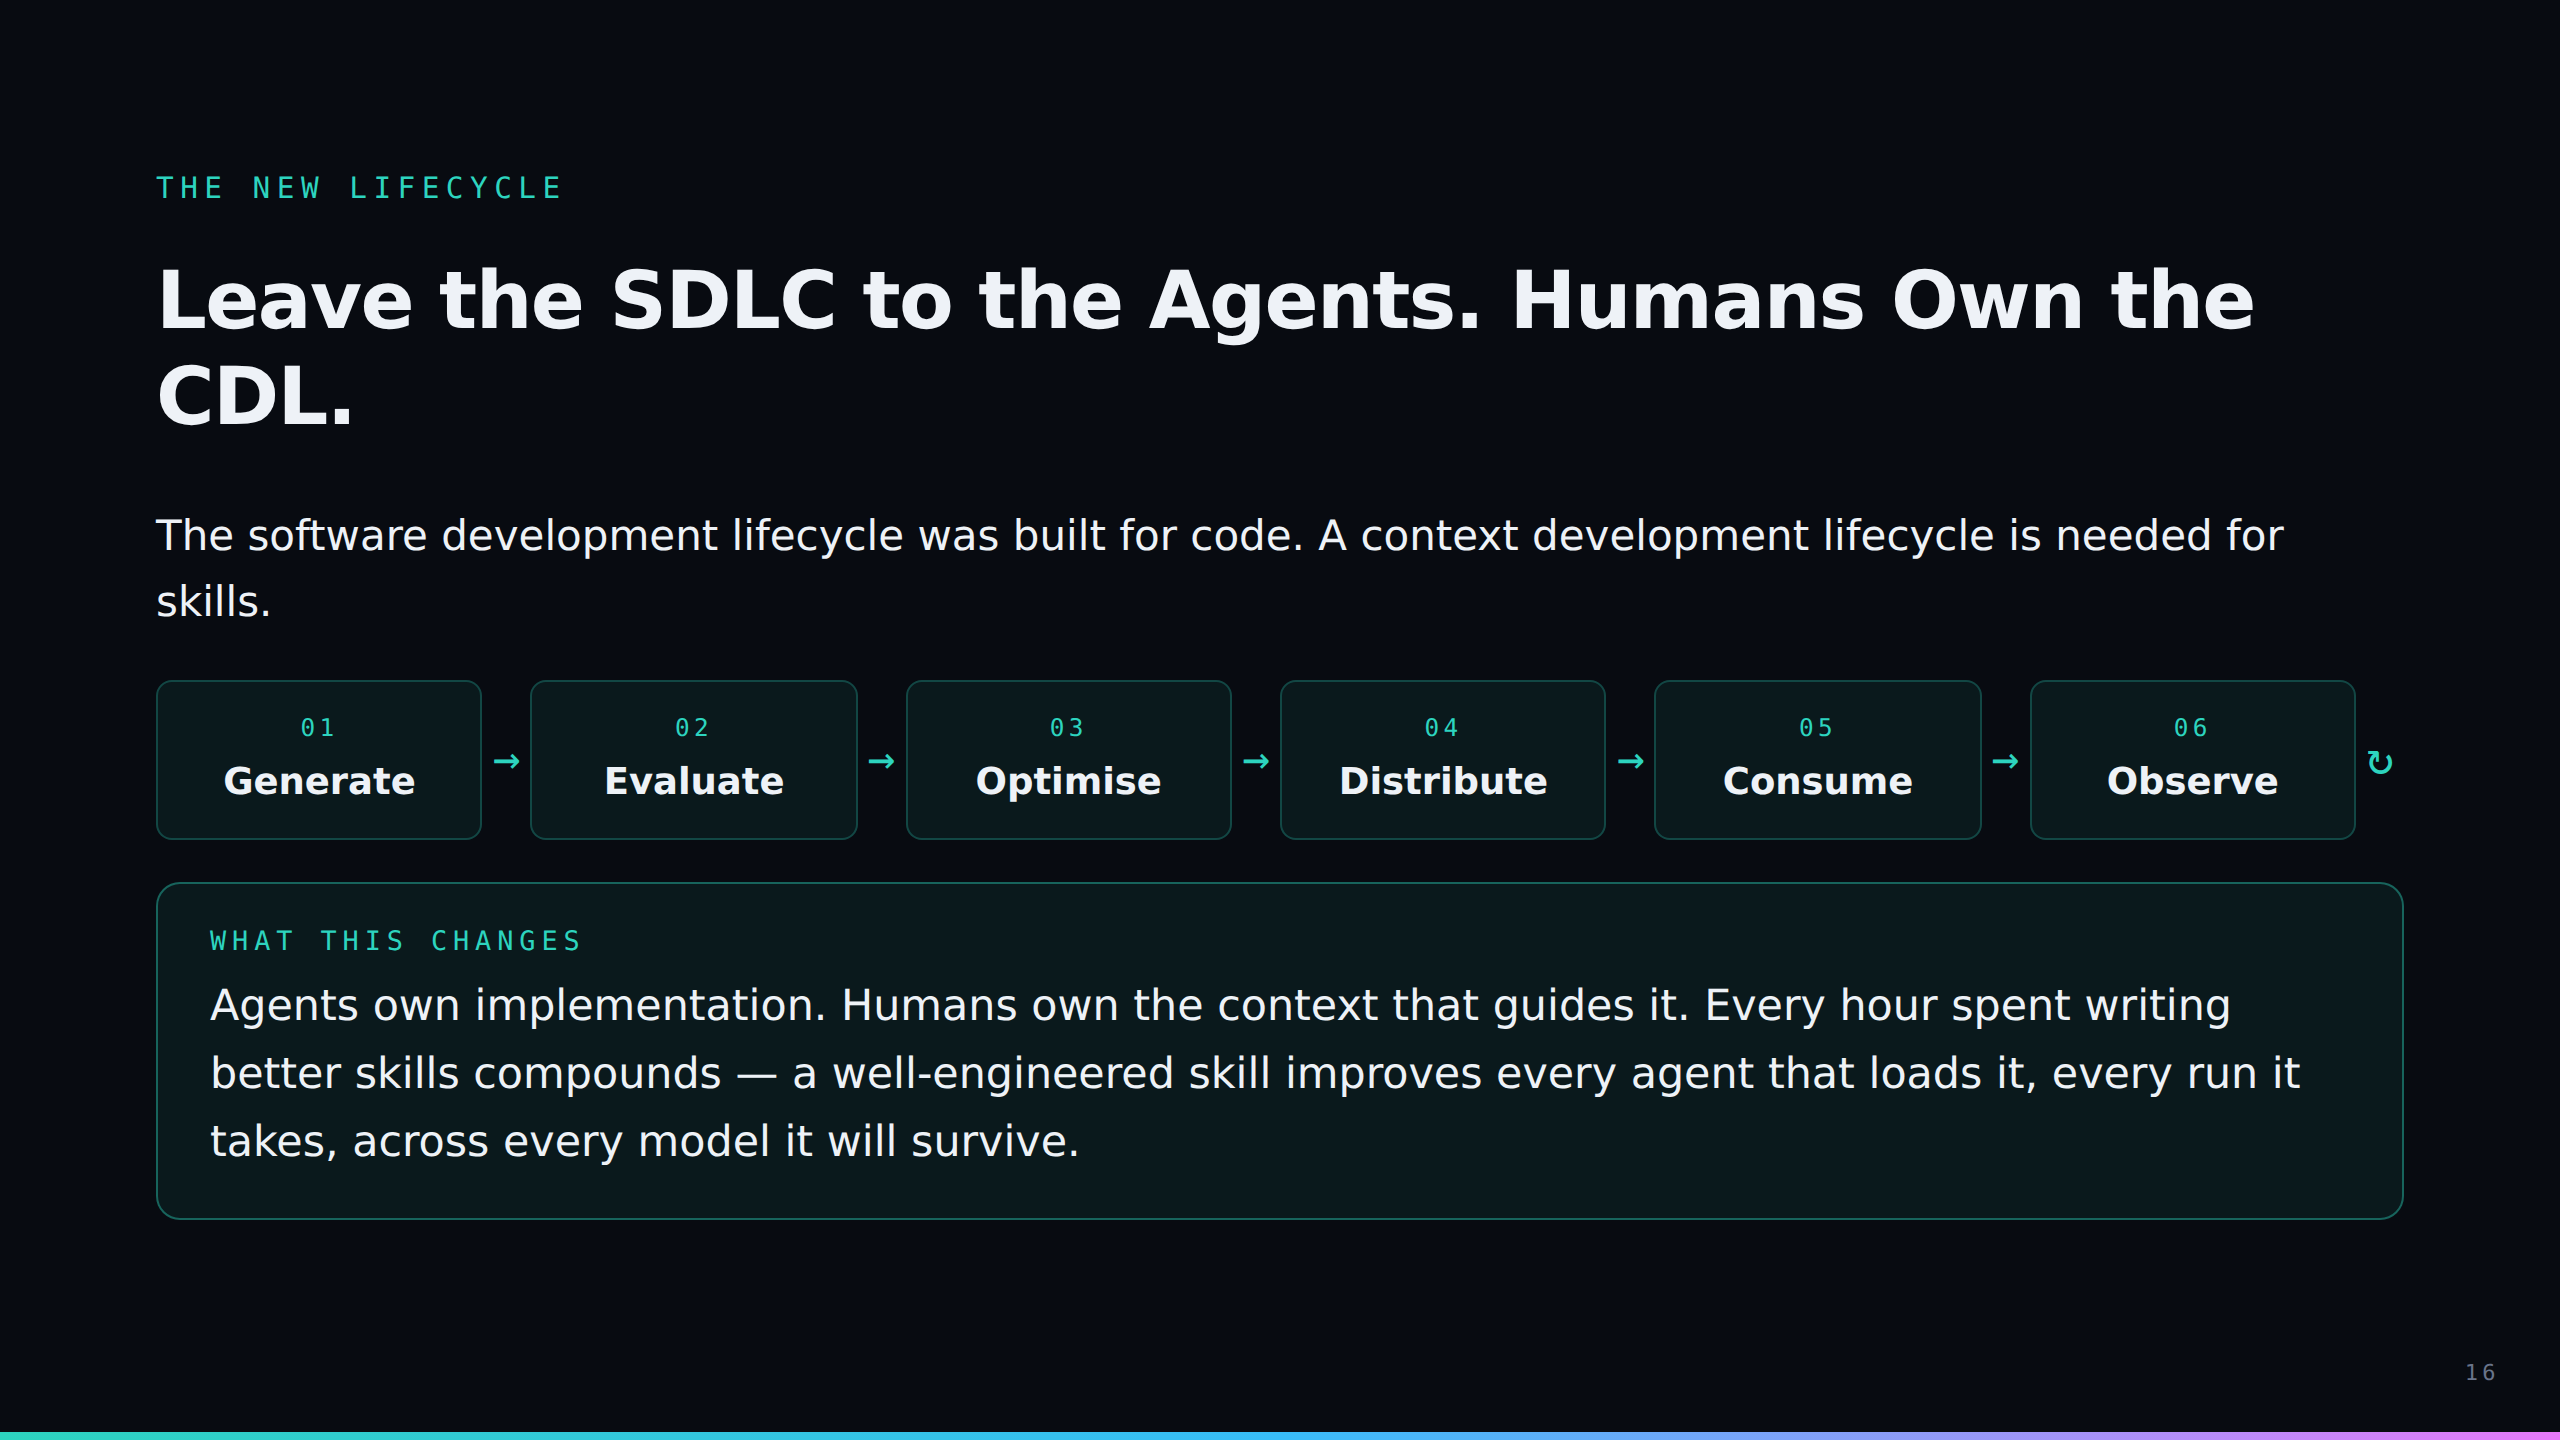 THE NEW LIFECYCLE
Leave the SDLC to the Agents. Humans Own the
CDL.
The software development lifecycle was built for code. A context development lifecycle is needed for
skills.
01
Generate
→
02
Evaluate
→
03
Optimise
→
04
Distribute
→
05
Consume
→
06
Observe
↻
WHAT THIS CHANGES
Agents own implementation. Humans own the context that guides it. Every hour spent writing
better skills compounds — a well-engineered skill improves every agent that loads it, every run it
takes, across every model it will survive.
16